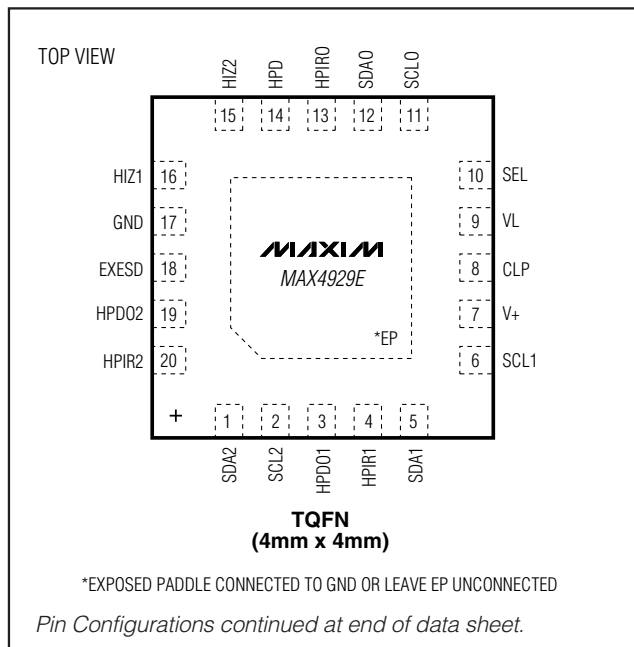 TOP VIEW
HIZ2 HPD HPIR0 SDA0 SCL0
15 14 13 12 11
HIZ1 16 10 SEL
GND 17 9 VL
EXESD 18 8 CLP
HPDO2 19 7 V+
HPIR2 20 6 SCL1
MAXIM
MAX4929E
*EP
+ 1 2 3 4 5
SDA2 SCL2 HPDO1 HPIR1 SDA1
TQFN
(4mm x 4mm)
*EXPOSED PADDLE CONNECTED TO GND OR LEAVE EP UNCONNECTED
Pin Configurations continued at end of data sheet.